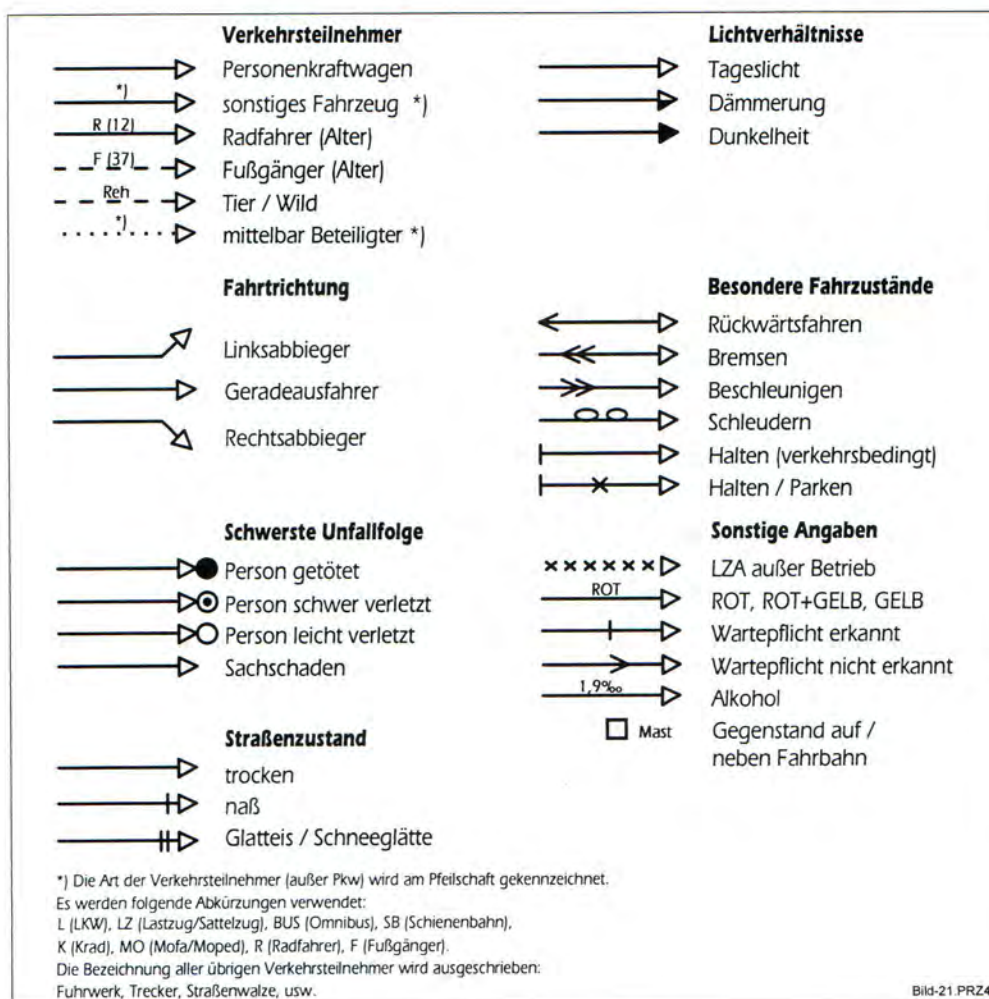 Verkehrsteilnehmer
Personenkraftwagen
*) sonstiges Fahrzeug *)
R (12) Radfahrer (Alter)
F (37) Fußgänger (Alter)
Reh Tier / Wild
*) mittelbar Beteiligter *)
Fahrtrichtung
Linksabbieger
Geradeausfahrer
Rechtsabbieger
Schwerste Unfallfolge
Person getötet
Person schwer verletzt
Person leicht verletzt
Sachschaden
Straßenzustand
trocken
naß
Glatteis / Schneeglätte
Lichtverhältnisse
Tageslicht
Dämmerung
Dunkelheit
Besondere Fahrzustände
Rückwärtsfahren
Bremsen
Beschleunigen
Schleudern
Halten (verkehrsbedingt)
Halten / Parken
Sonstige Angaben
LZA außer Betrieb
ROT ROT, ROT+GELB, GELB
Wartepflicht erkannt
Wartepflicht nicht erkannt
1,9‰ Alkohol
Mast Gegenstand auf /
neben Fahrbahn
*) Die Art der Verkehrsteilnehmer (außer Pkw) wird am Pfeilschaft gekennzeichnet.
Es werden folgende Abkürzungen verwendet:
L (LKW), LZ (Lastzug/Sattelzug), BUS (Omnibus), SB (Schienenbahn),
K (Krad), MO (Mofa/Moped), R (Radfahrer), F (Fußgänger).
Die Bezeichnung aller übrigen Verkehrsteilnehmer wird ausgeschrieben:
Fuhrwerk, Trecker, Straßenwalze, usw.
Bild-21.PRZ4